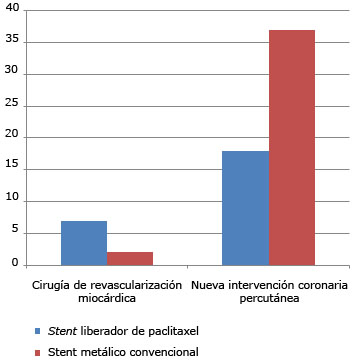 40
35
30
25
20
15
10
5
0
Cirugía de revascularización
miocárdica
Nueva intervención coronaria
percutánea
Stent liberador de paclitaxel
Stent metálico convencional